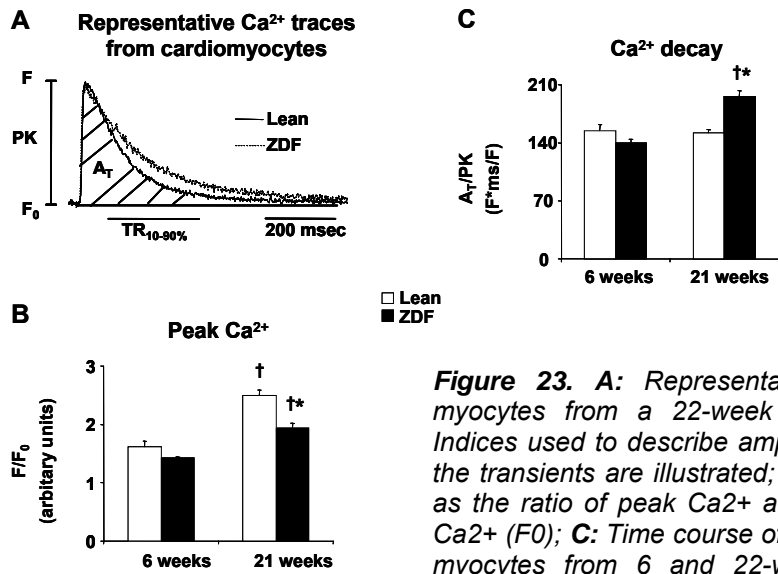 A
Representative Ca²⁺ traces
from cardiomyocytes
F
PK
F₀
Lean
ZDF
A_T
TR₁₀₋₉₀%
200 msec
B
Peak Ca²⁺
F/F₀
(arbitary units)
3
2
1
0
†
†*
6 weeks
21 weeks
Lean
ZDF
C
Ca²⁺ decay
A_T/PK
(F*ms/F)
210
140
70
0
†*
6 weeks
21 weeks
Figure 23. A: Representa
myocytes from a 22-week
Indices used to describe amp
the transients are illustrated;
as the ratio of peak Ca2+ a
Ca2+ (F0); C: Time course of
myocytes from 6 and 22-w